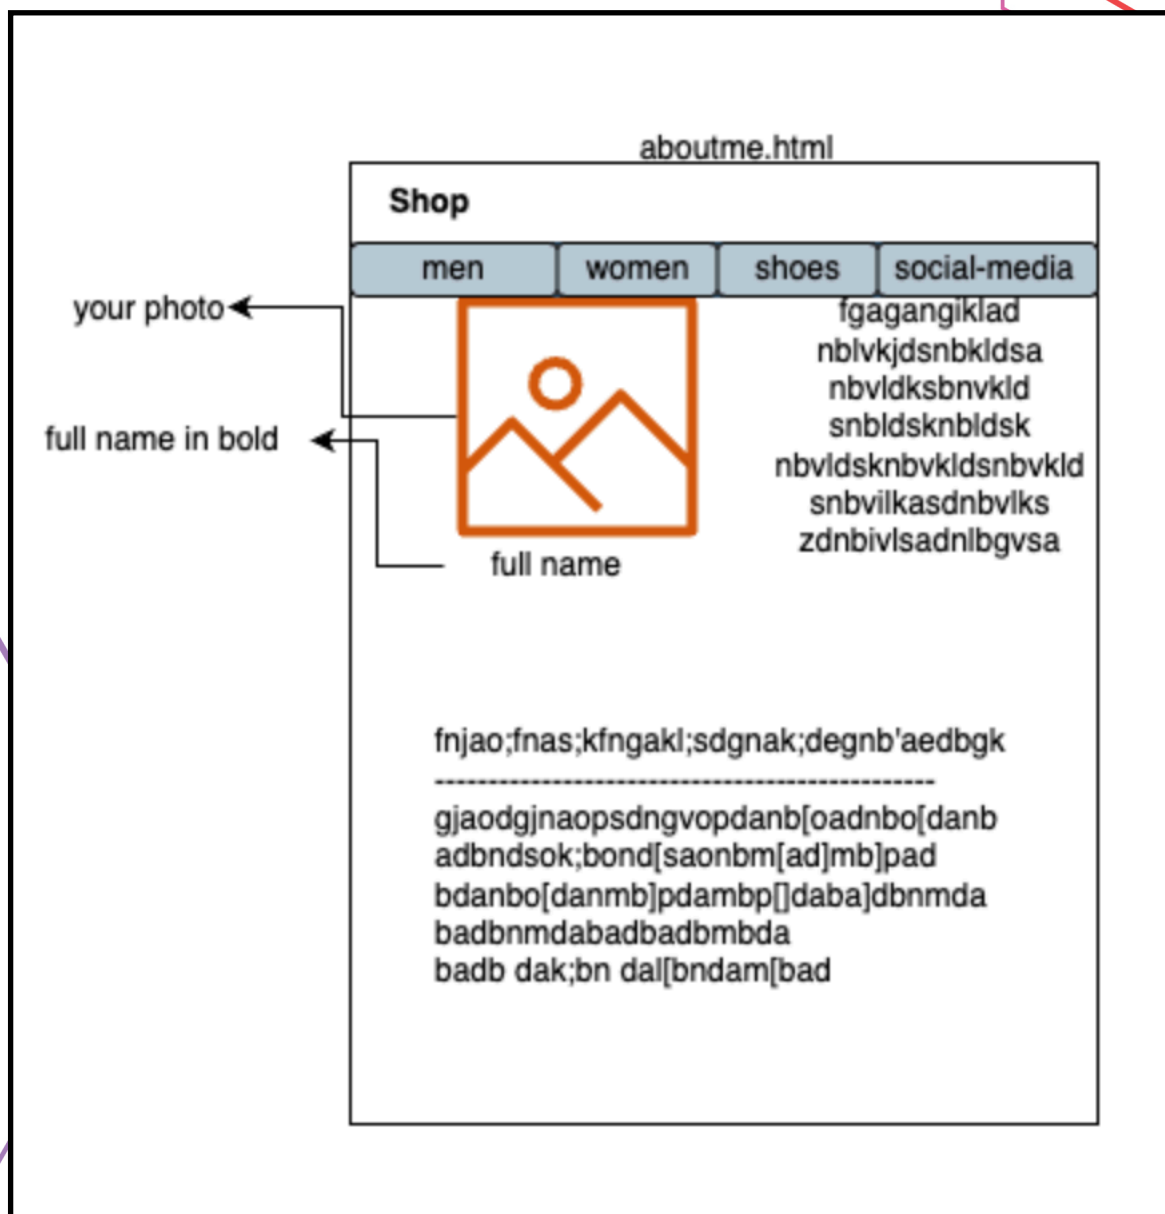 aboutme.html
Shop
men women shoes social-media
your photo
fgagangiklad
nblvkjdsnbkldsa
nbvldksbnvkld
full name in bold
snbldsknbldsk
nbvldsknbvkldsnbvkld
snbvilkasdnbvlks
zdnbivlsadnlbgvsa
full name
fnjao;fnas;kfngakl;sdgnak;degnb'aedbgk
-----------------------------------------------
gjaodgjnaopsdngvopdanb[oadnbo[danb
adbndsok;bond[saonbm[ad]mb]pad
bdanbo[danmb]pdambp[]daba]dbnmda
badbnmdabadbadbmbda
badb dak;bn dal[bndam[bad